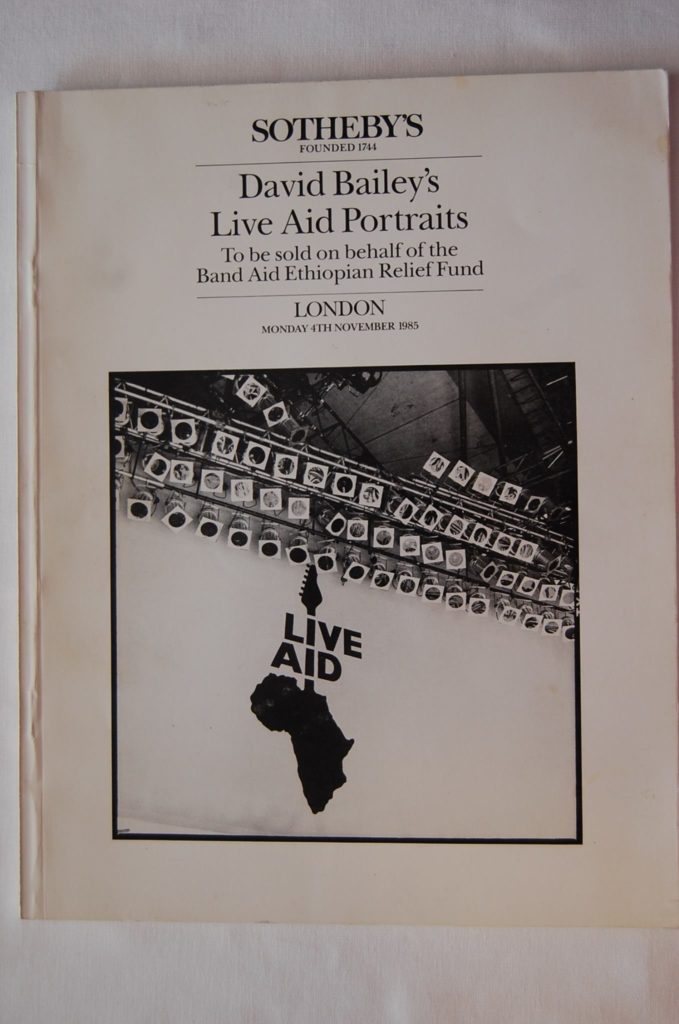 SOTHEBY'S
FOUNDED 1744
David Bailey's
Live Aid Portraits
To be sold on behalf of the
Band Aid Ethiopian Relief Fund
LONDON
MONDAY 4TH NOVEMBER 1985
LIVE
AID